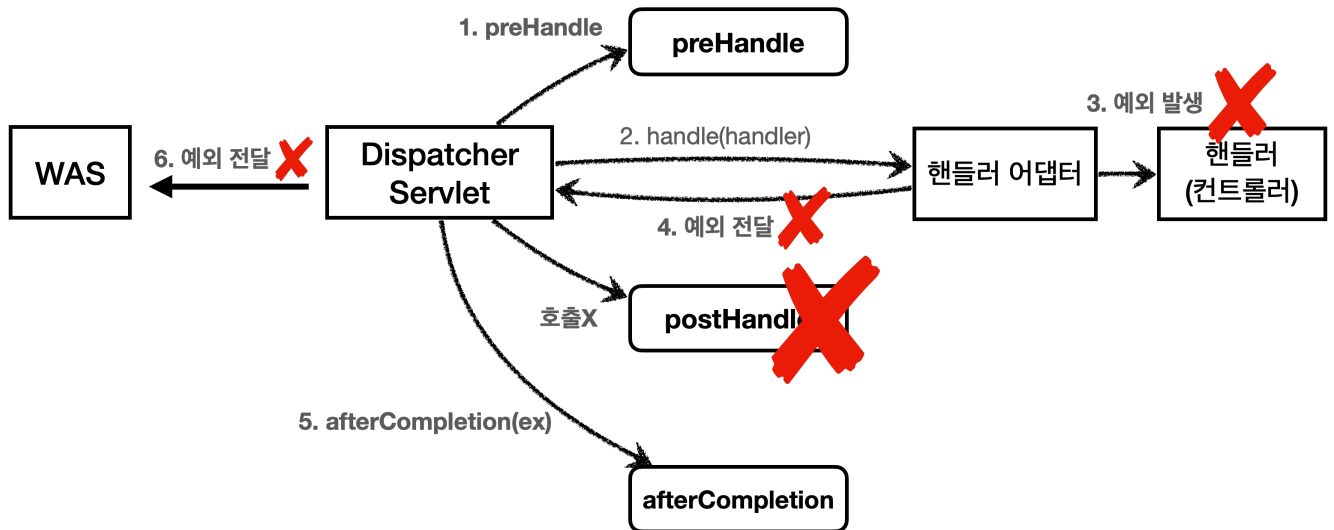 1. preHandle
preHandle
3. 예외 발생
2. handle(handler)
WAS
6. 예외 전달
Dispatcher
Servlet
핸들러 어댑터
핸들러
(컨트롤러)
4. 예외 전달
호출X
postHandle
5. afterCompletion(ex)
afterCompletion